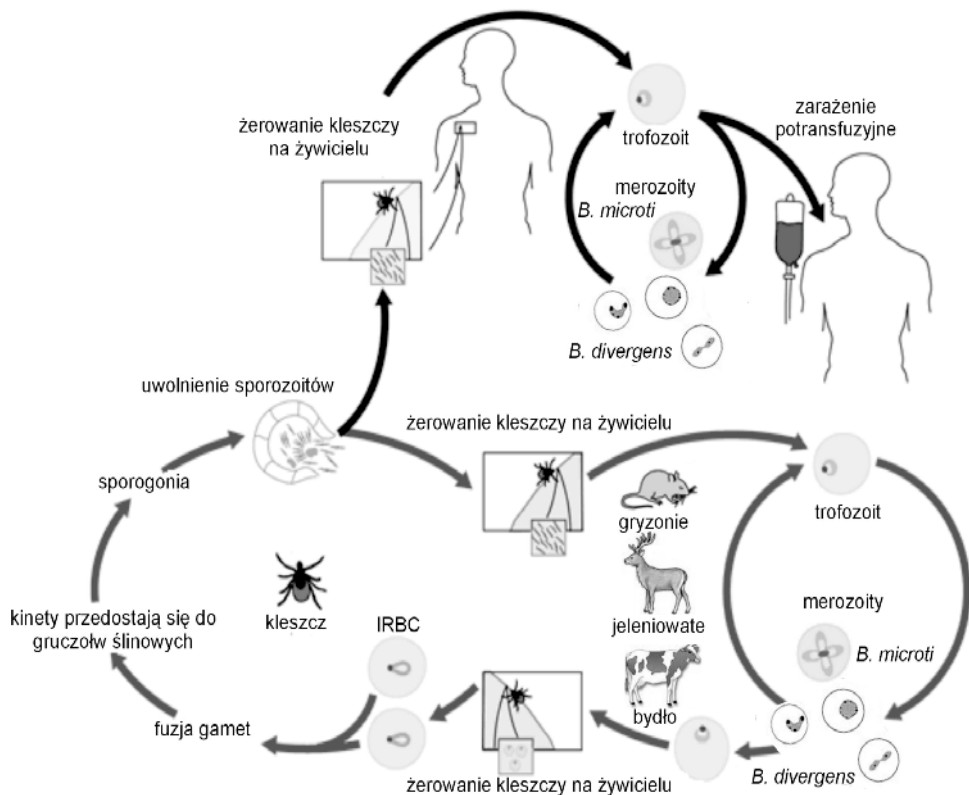 żerowanie kleszczy
na żywicielu
trofozoit
zarażenie
potransfuzyjne
merozoity
B. microti
B. divergens
uwolnienie sporozoitów
żerowanie kleszczy na żywicielu
sporogonia
gryzonie
trofozoit
kleszcz
jeleniowate
merozoity
B. microti
kinety przedostają się do
gruczołw ślinowych
IRBC
bydło
fuzja gamet
B. divergens
żerowanie kleszczy na żywicielu